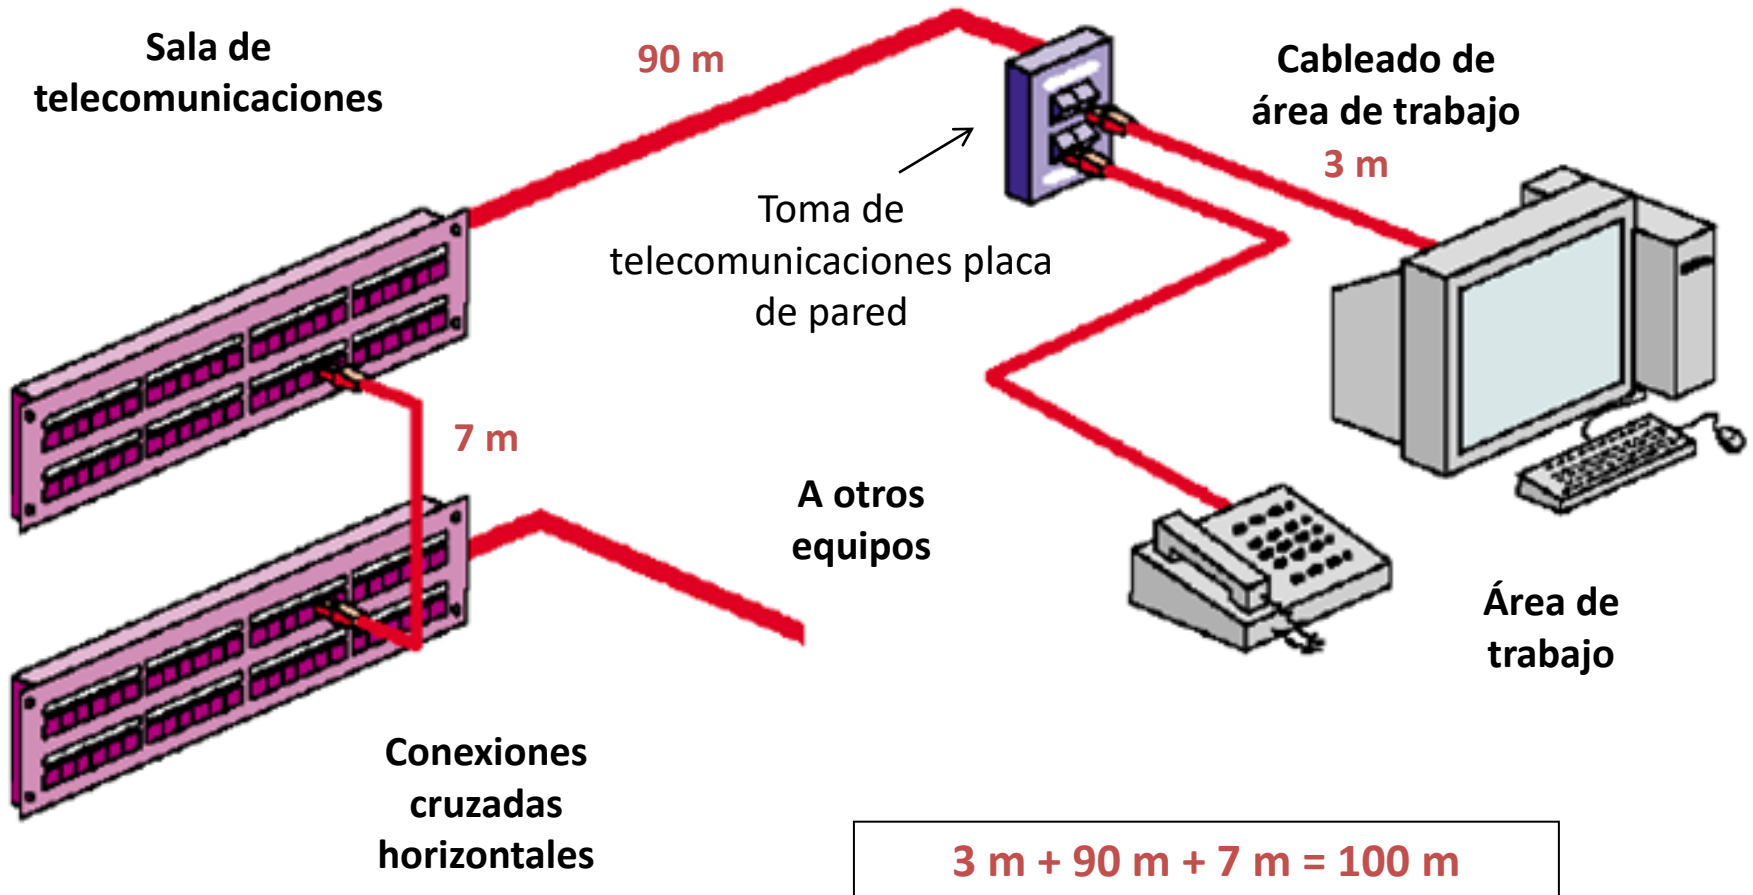 Sala de
telecomunicaciones
90 m
Cableado de
área de trabajo
3 m
Toma de
telecomunicaciones placa
de pared
7 m
A otros
equipos
Área de
trabajo
Conexiones
cruzadas
horizontales
3 m + 90 m + 7 m = 100 m